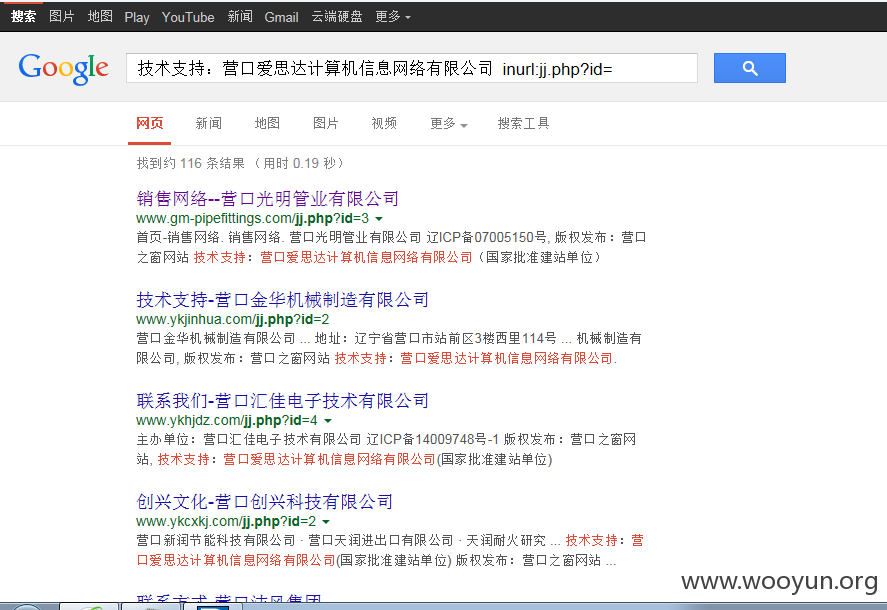 搜索 图片 地图 Play YouTube 新闻 Gmail 云端硬盘 更多
Google 技术支持：营口爱思达计算机信息网络有限公司 inurl:jj.php?id=
网页 新闻 地图 图片 视频 更多 搜索工具
找到约 116 条结果 （用时 0.19 秒）
销售网络--营口光明管业有限公司
www.gm-pipefittings.com/jj.php?id=3
首页-销售网络. 销售网络. 营口光明管业有限公司 辽ICP备07005150号, 版权发布：营口
之窗网站 技术支持：营口爱思达计算机信息网络有限公司（国家批准建站单位）
技术支持-营口金华机械制造有限公司
www.ykjinhua.com/jj.php?id=2
营口金华机械制造有限公司 ... 地址：辽宁省营口市站前区3楼西里114号 ... 机械制造有
限公司, 版权发布：营口之窗网站 技术支持：营口爱思达计算机信息网络有限公司.
联系我们-营口汇佳电子技术有限公司
www.ykhjdz.com/jj.php?id=4
主办单位：营口汇佳电子技术有限公司 辽ICP备14009748号-1 版权发布：营口之窗网
站, 技术支持：营口爱思达计算机信息网络有限公司(国家批准建站单位)
创兴文化-营口创兴科技有限公司
www.ykcxkj.com/jj.php?id=2
营口新润节能科技有限公司 · 营口天润进出口有限公司 · 天润耐火研究 ... 技术支持：营
口爱思达计算机信息网络有限公司(国家批准建站单位) 版权发布：营口之窗网站 ...
www.wooyun.org